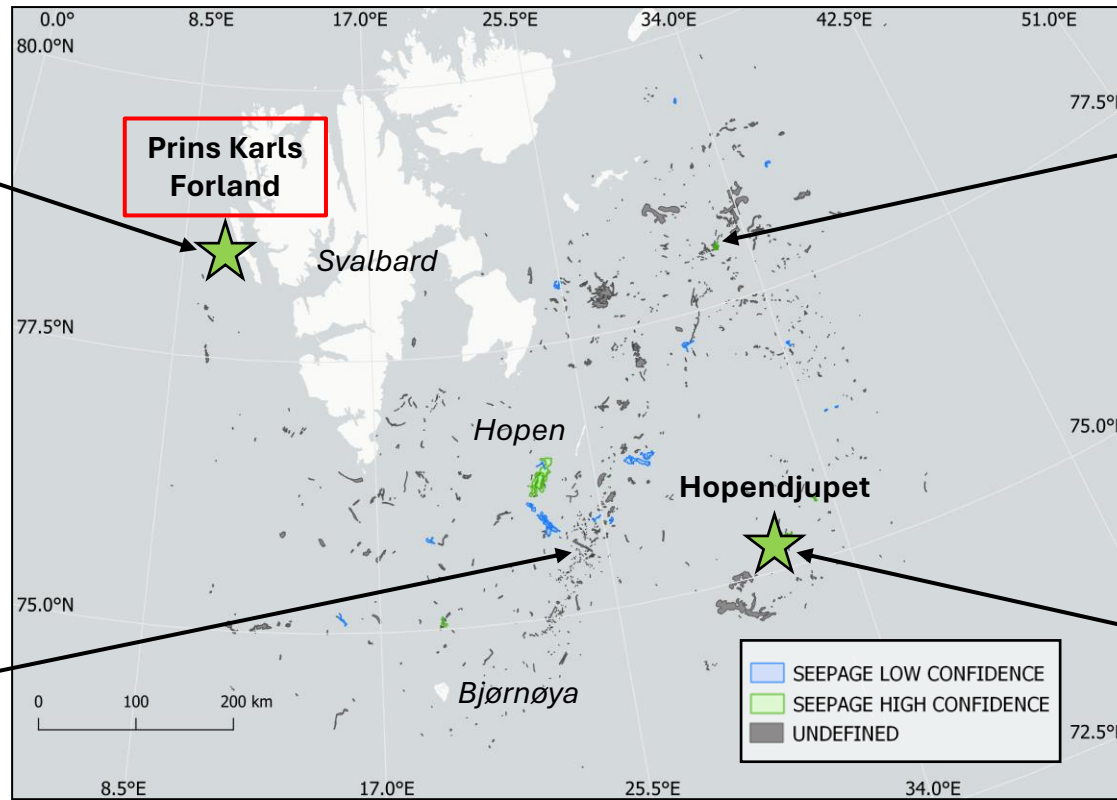 0.0°
8.5°E
17.0°E
25.5°E
34.0°E
42.5°E
51.0°E
80.0°N
77.5°N
Prins Karls
Forland
Svalbard
77.5°N
Hopen
75.0°N
Hopendjupet
75.0°N
SEEPAGE LOW CONFIDENCE
SEEPAGE HIGH CONFIDENCE
UNDEFINED
Bjørnøya
0 100 200 km
72.5°N
8.5°E
17.0°E
25.5°E
34.0°E